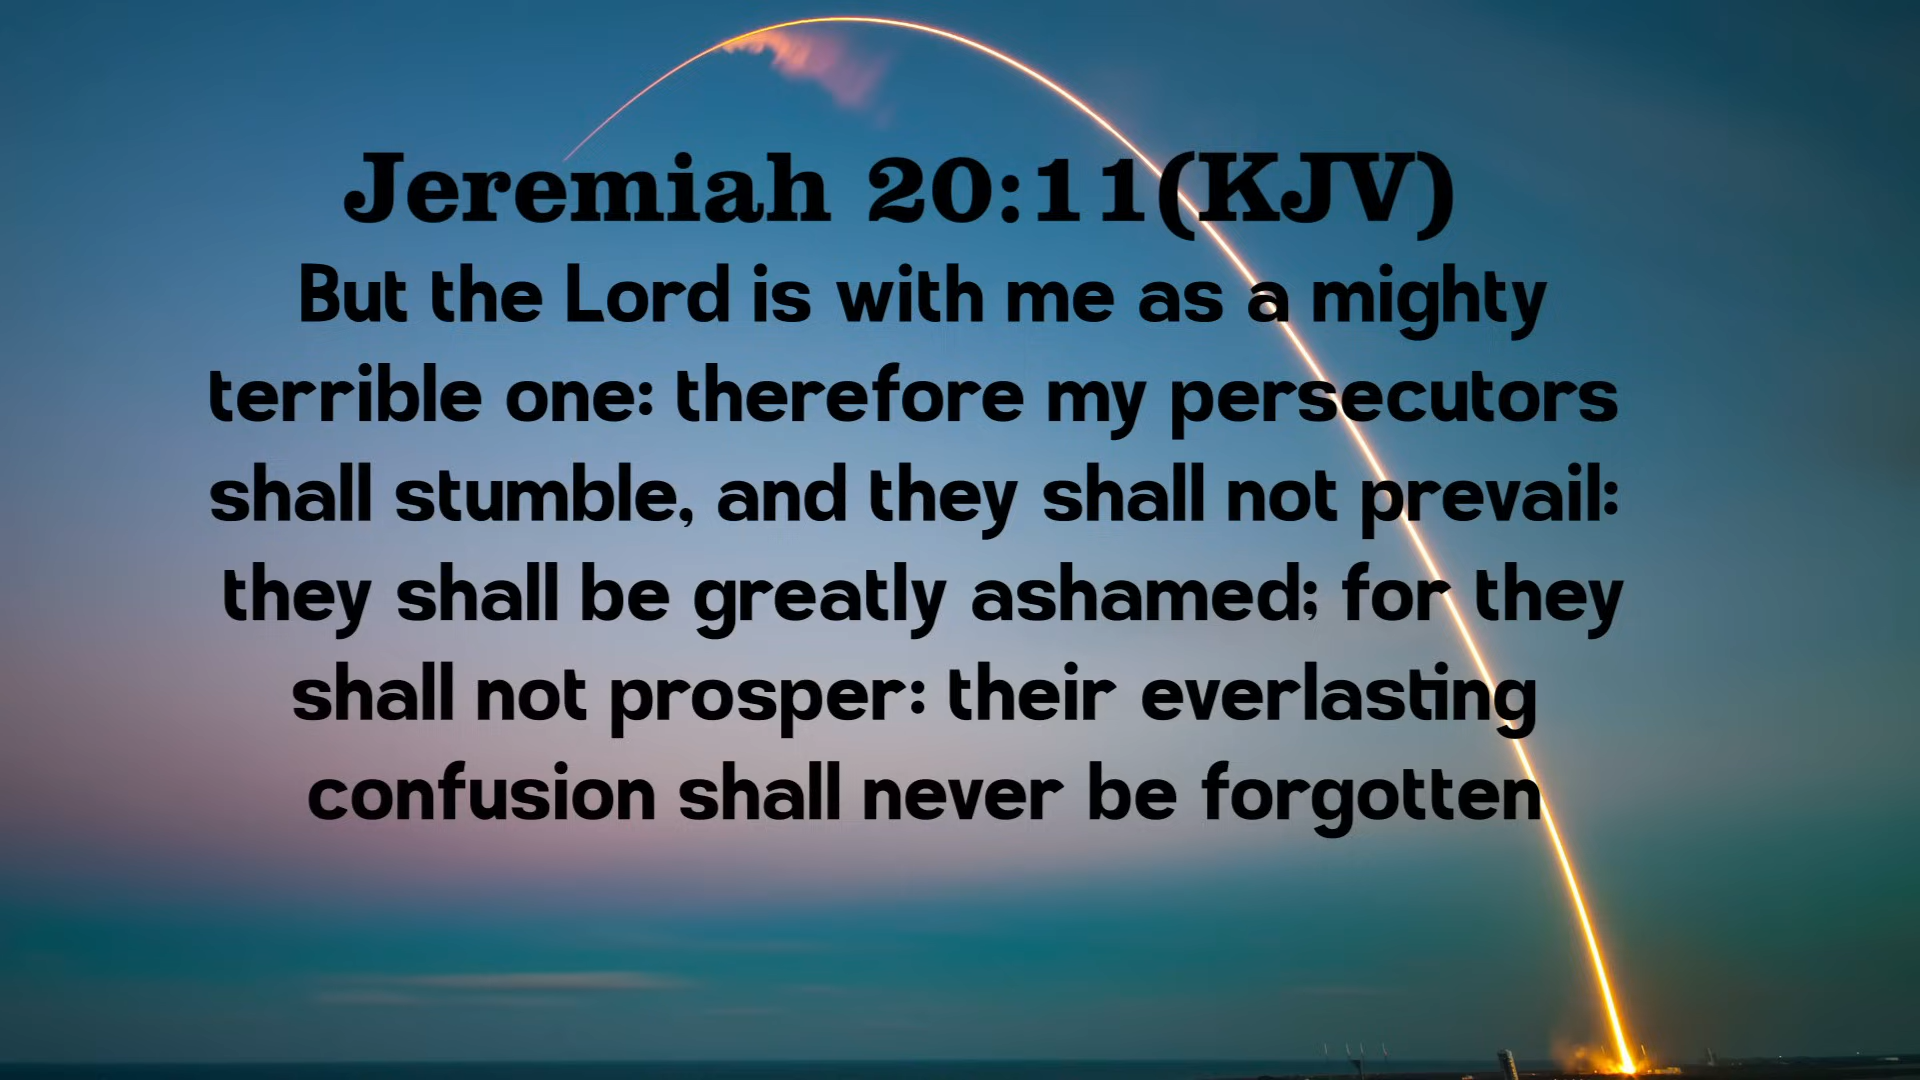 Jeremiah 20:11(KJV)
But the Lord is with me as a mighty
terrible one: therefore my persecutors
shall stumble, and they shall not prevail:
they shall be greatly ashamed; for they
shall not prosper: their everlasting
confusion shall never be forgotten